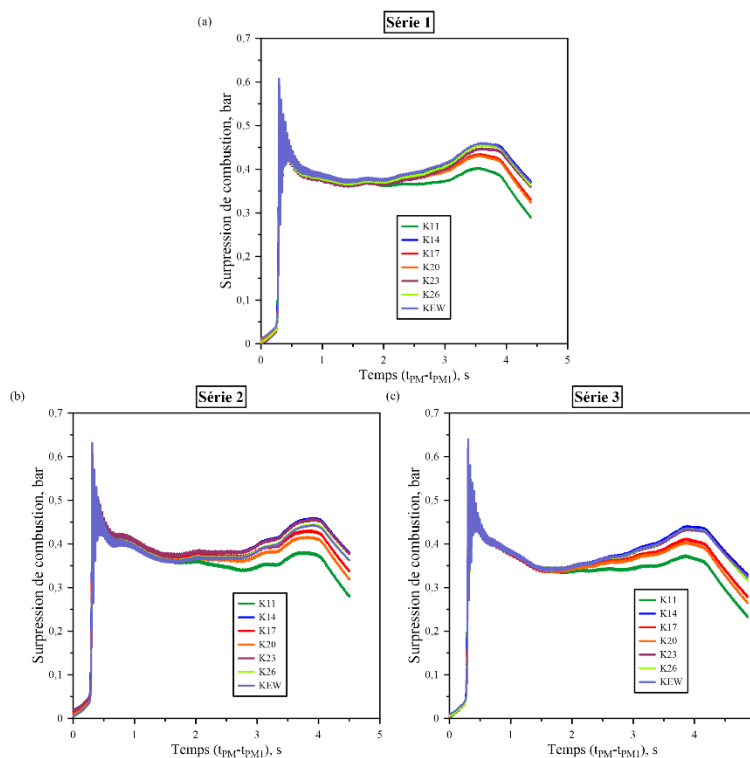 (a)
Série 1
0,7
0,6
0,5
0,4
0,3
0,2
0,1
0
Surpression de combustion, bar
K11
K14
K17
K20
K23
K26
KEW
0 1 2 3 4 5
Temps (tPM-tPM1), s
(b)
Série 2
0,7
0,6
0,5
0,4
0,3
0,2
0,1
0
Surpression de combustion, bar
K11
K14
K17
K20
K23
K26
KEW
0 1 2 3 4 5
Temps (tPM-tPM1), s
(c)
Série 3
0,7
0,6
0,5
0,4
0,3
0,2
0,1
0
Surpression de combustion, bar
K11
K14
K17
K20
K23
K26
KEW
0 1 2 3 4 5
Temps (tPM-tPM1), s